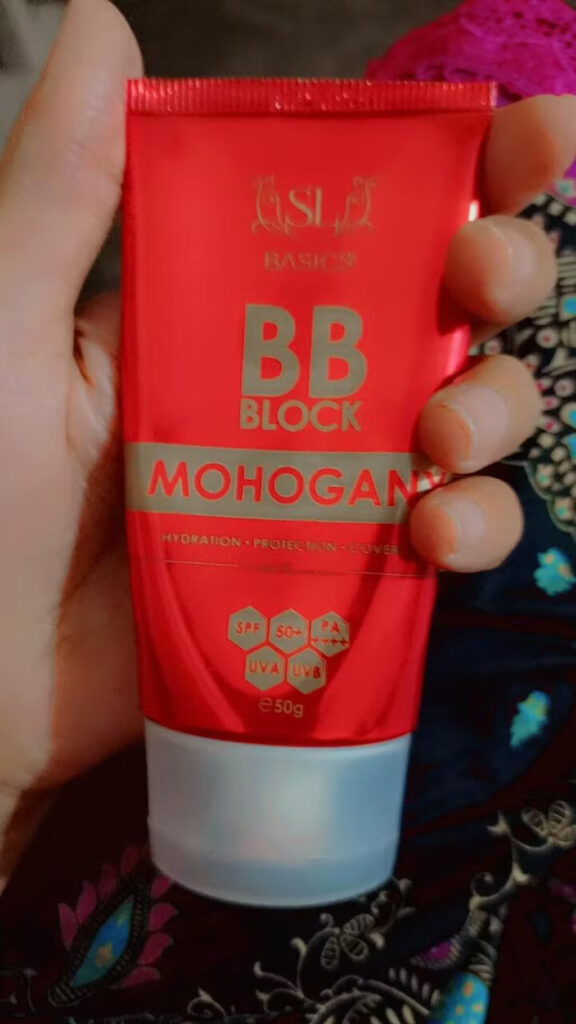 SL
BASICS®
BB
BLOCK
MOHOGANY
HYDRATION · PROTECTION · COVER
SPF 50+ PA ++++
UVA UVB
℮50g